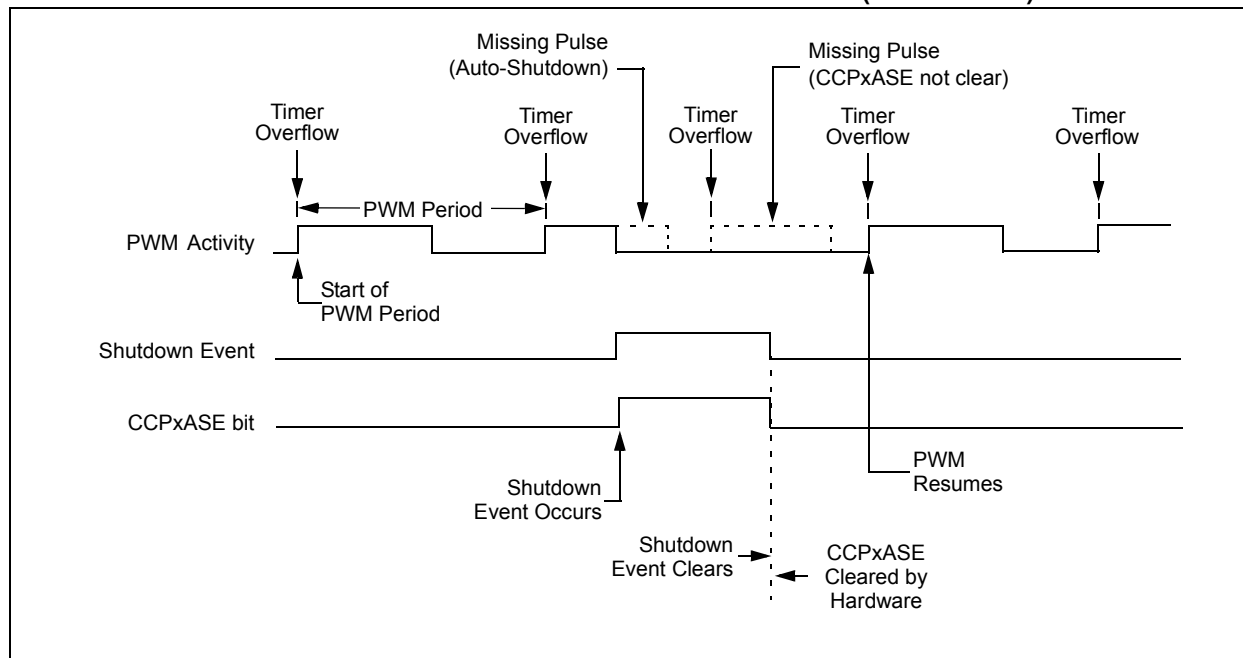 Missing Pulse
(Auto-Shutdown)
Missing Pulse
(CCPxASE not clear)
Timer
Overflow
Timer
Overflow
Timer
Overflow
Timer
Overflow
Timer
Overflow
PWM Period
PWM Activity
Start of
PWM Period
Shutdown Event
CCPxASE bit
Shutdown
Event Occurs
PWM
Resumes
Shutdown
Event Clears
CCPxASE
Cleared by
Hardware